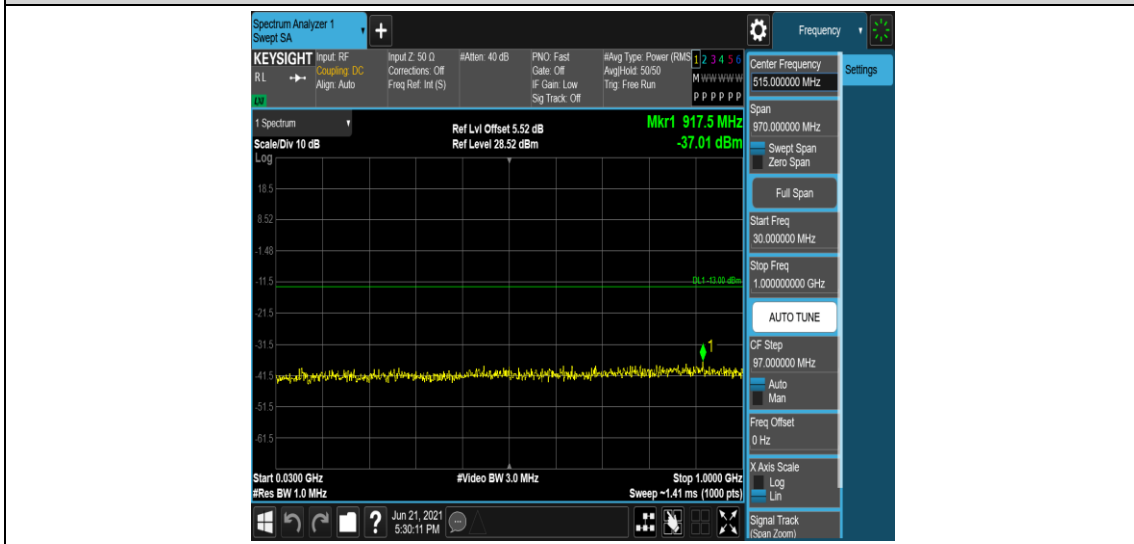 Spectrum Analyzer 1
Swept SA
+
Frequency
KEYSIGHT
RL
LXI
Input: RF
Coupling: DC
Align: Auto
Input Z: 50 Ω
Corrections: Off
Freq Ref: Int (S)
#Atten: 40 dB
PNO: Fast
Gate: Off
IF Gain: Low
Sig Track: Off
#Avg Type: Power (RMS
Avg|Hold: 50/50
Trig: Free Run
1 2 3 4 5 6
M W W W W W
P P P P P P
Center Frequency
515.000000 MHz
Settings
1 Spectrum
Scale/Div 10 dB
Ref Lvl Offset 5.52 dB
Ref Level 28.52 dBm
Mkr1 917.5 MHz
-37.01 dBm
Log
18.5
8.52
-1.48
-11.5
-21.5
-31.5
-41.5
-51.5
-61.5
DL1 -13.00 dBm
1
Start 0.0300 GHz
#Res BW 1.0 MHz
#Video BW 3.0 MHz
Stop 1.0000 GHz
Sweep ~1.41 ms (1000 pts)
Span
970.000000 MHz
Swept Span
Zero Span
Full Span
Start Freq
30.000000 MHz
Stop Freq
1.000000000 GHz
AUTO TUNE
CF Step
97.000000 MHz
Auto
Man
Freq Offset
0 Hz
X Axis Scale
Log
Lin
Signal Track
(Span Zoom)
?
Jun 21, 2021
5:30:11 PM